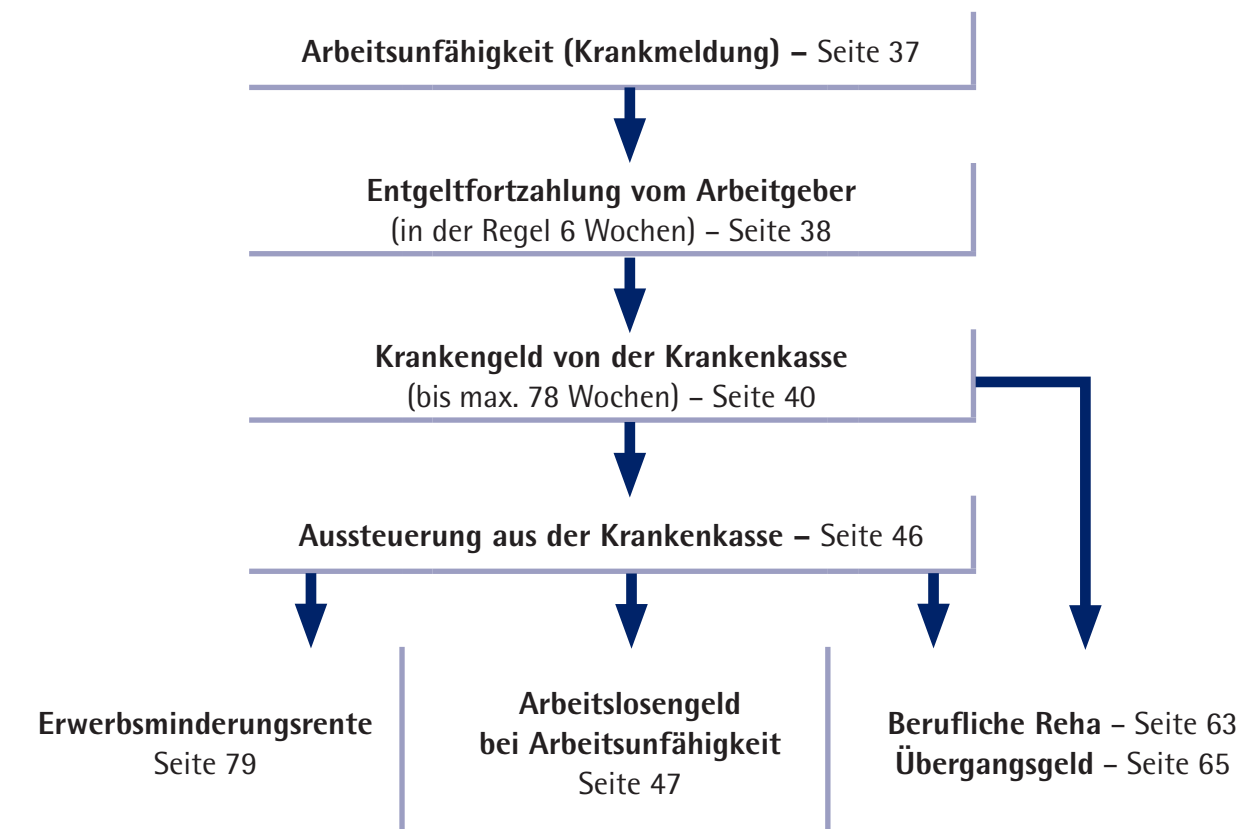 Arbeitsunfähigkeit (Krankmeldung) – Seite 37
Entgeltfortzahlung vom Arbeitgeber
(in der Regel 6 Wochen) – Seite 38
Krankengeld von der Krankenkasse
(bis max. 78 Wochen) – Seite 40
Aussteuerung aus der Krankenkasse – Seite 46
Erwerbsminderungsrente
Seite 79
Arbeitslosengeld
bei Arbeitsunfähigkeit
Seite 47
Berufliche Reha – Seite 63
Übergangsgeld – Seite 65